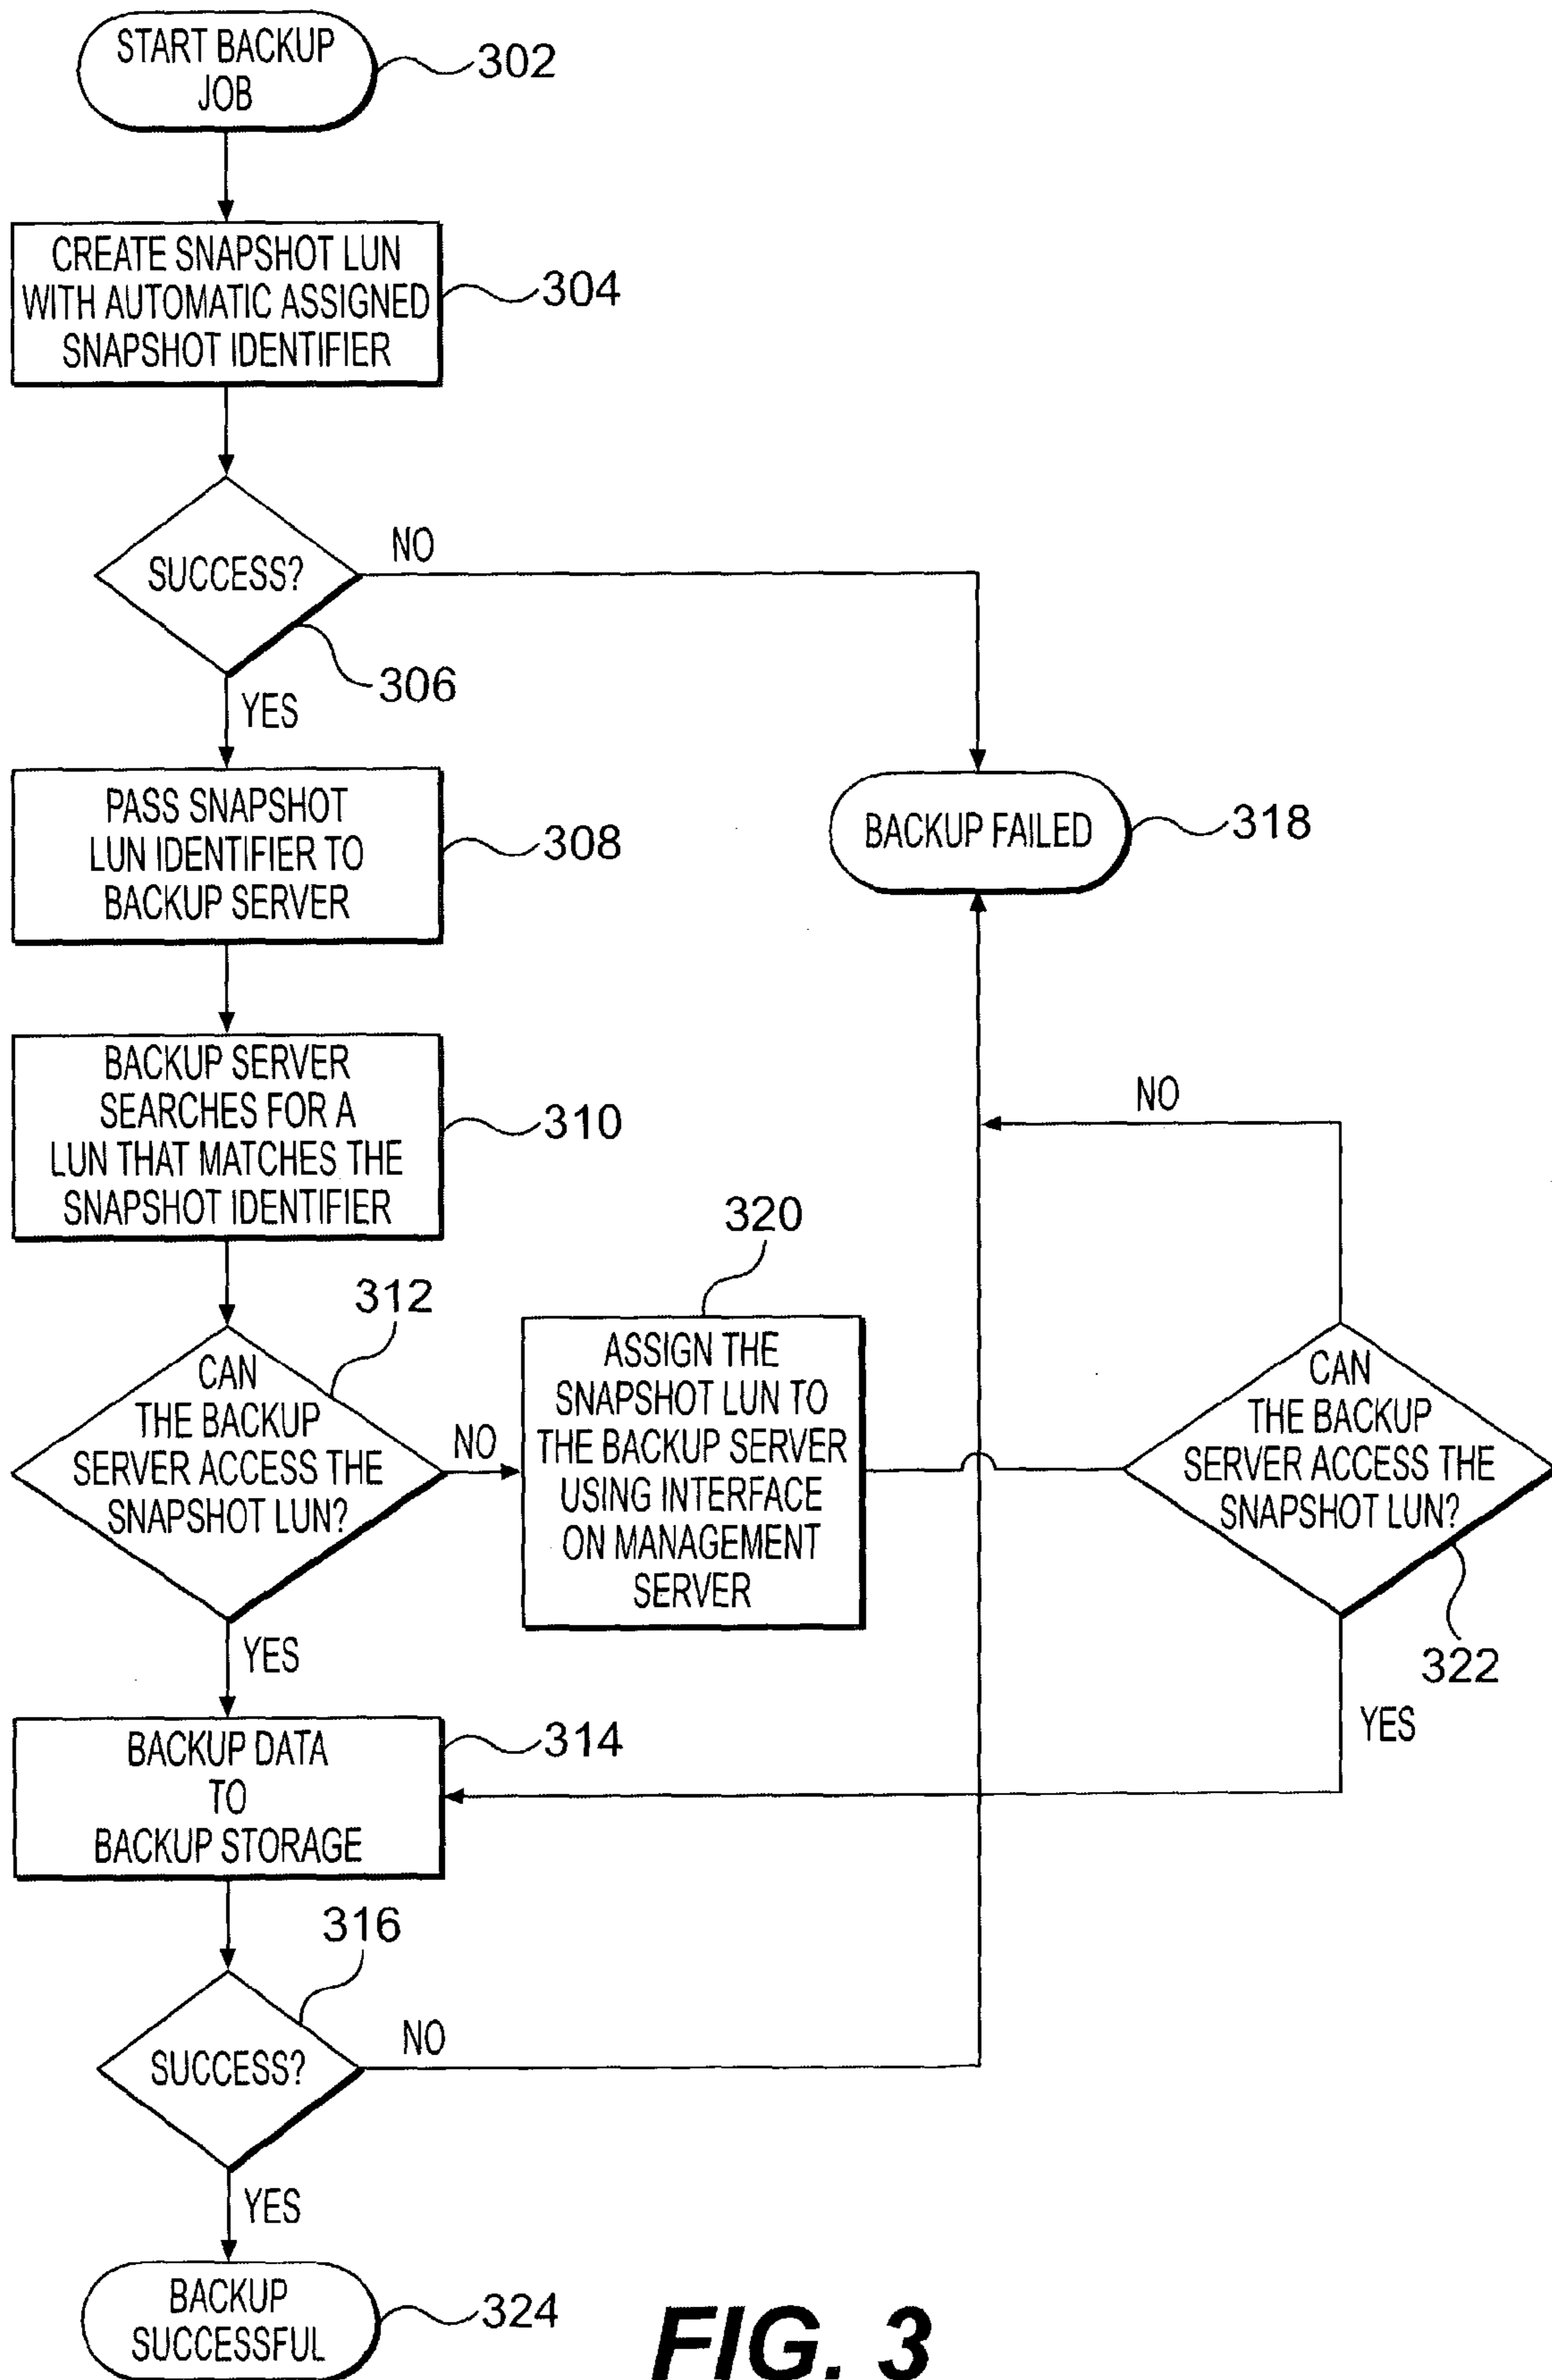 START BACKUP
JOB
302
CREATE SNAPSHOT LUN
WITH AUTOMATIC ASSIGNED
SNAPSHOT IDENTIFIER
304
SUCCESS?
NO
306
YES
PASS SNAPSHOT
LUN IDENTIFIER TO
BACKUP SERVER
308
BACKUP FAILED
318
BACKUP SERVER
SEARCHES FOR A
LUN THAT MATCHES THE
SNAPSHOT IDENTIFIER
310
NO
312
CAN
THE BACKUP
SERVER ACCESS THE
SNAPSHOT LUN?
NO
320
ASSIGN THE
SNAPSHOT LUN TO
THE BACKUP SERVER
USING INTERFACE
ON MANAGEMENT
SERVER
CAN
THE BACKUP
SERVER ACCESS THE
SNAPSHOT LUN?
322
YES
YES
BACKUP DATA
TO
BACKUP STORAGE
314
316
SUCCESS?
NO
YES
BACKUP
SUCCESSFUL
324
FIG. 3